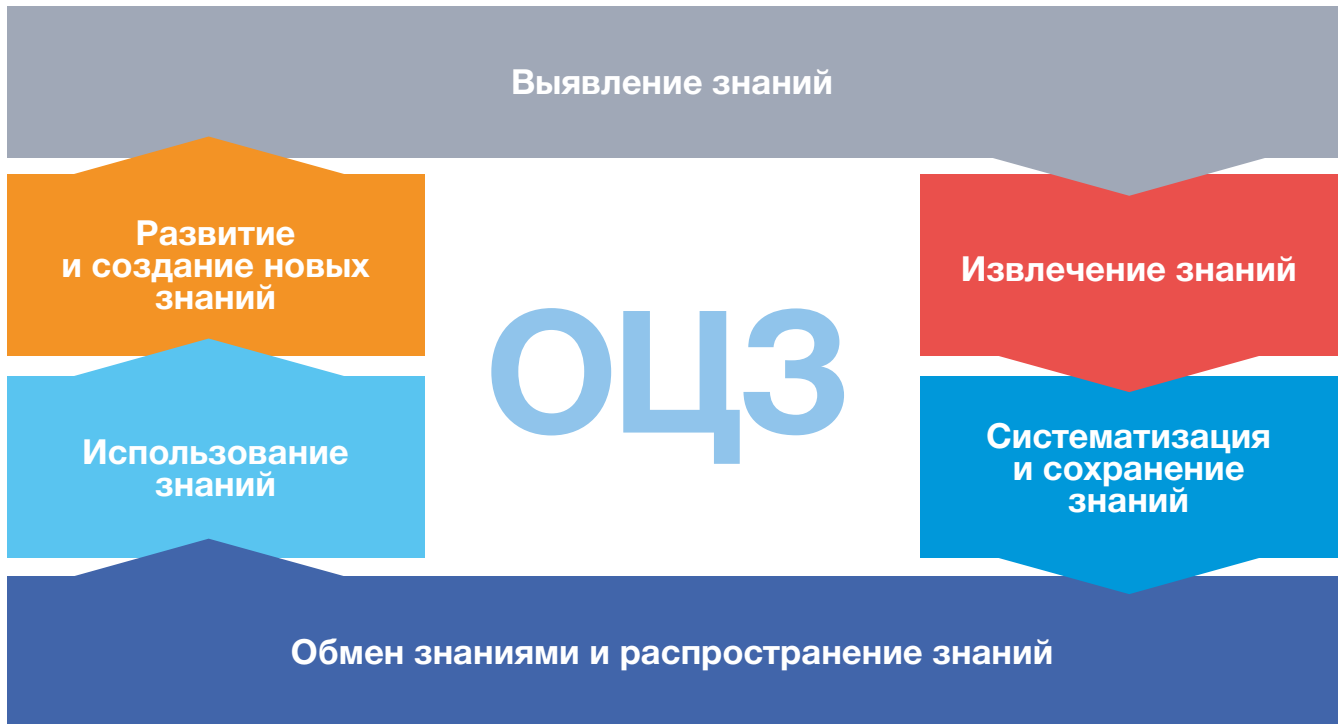 Выявление знаний
Развитие
и создание новых
знаний
Извлечение знаний
ОЦЗ
Использование
знаний
Систематизация
и сохранение
знаний
Обмен знаниями и распространение знаний